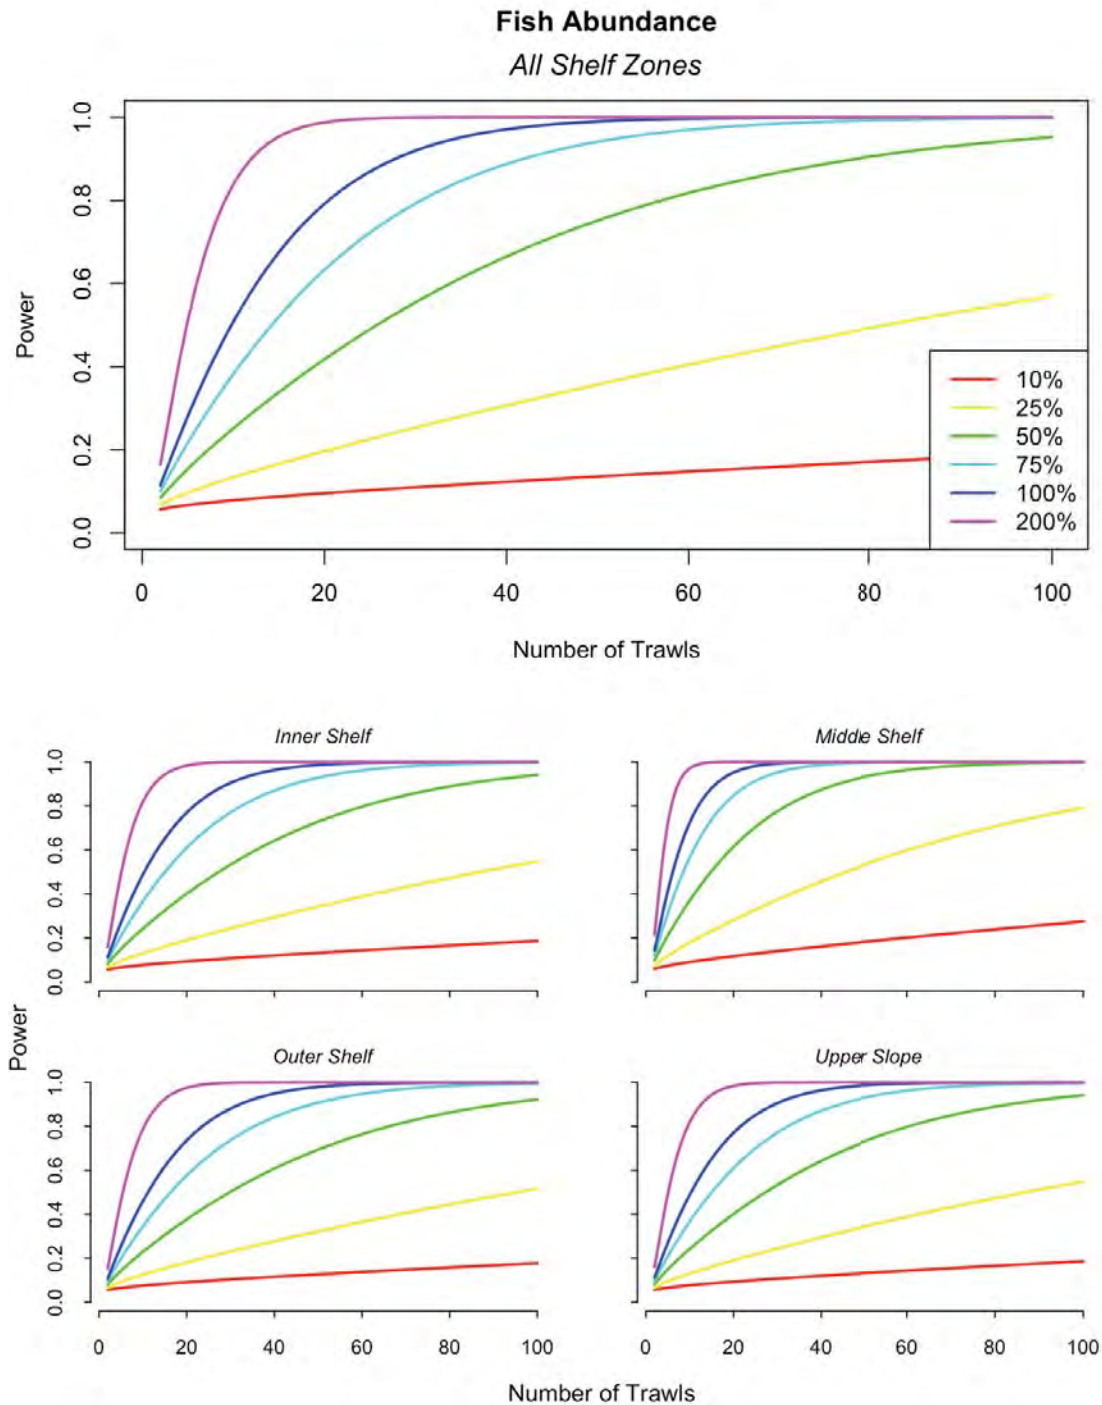 Fish Abundance
All Shelf Zones
Power
1.0
0.8
0.6
0.4
0.2
0.0
10%
25%
50%
75%
100%
200%
0 20 40 60 80 100
Number of Trawls
Inner Shelf
1.0
0.8
0.6
0.4
0.2
0.0
Middle Shelf
Power
Outer Shelf
1.0
0.8
0.6
0.4
0.2
0.0
0 20 40 60 80 100
Upper Slope
0 20 40 60 80 100
Number of Trawls